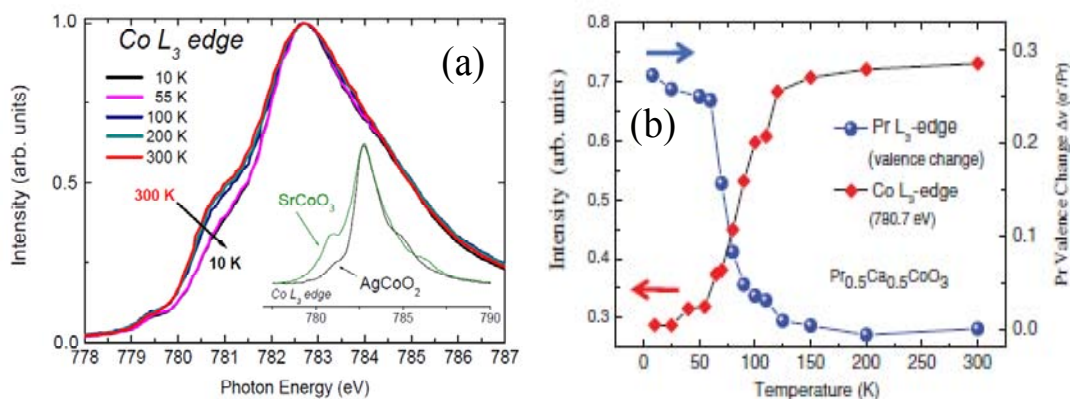 Co L3 edge
(a)
10 K
55 K
100 K
200 K
300 K
300 K
10 K
SrCoO3
AgCoO2
Co L3 edge
780 785 790
1.0
0.5
0.0
Intensity (arb. units)
778 779 780 781 782 783 784 785 786 787
Photon Energy (eV)
(b)
0.8
0.7
0.6
0.5
0.4
0.3
Intensity (arb. units)
Pr L3-edge
(valence change)
Co L3-edge
(780.7 eV)
Pr0.5Ca0.5CoO3
0.3
0.2
0.1
0.0
Pr Valence Change Δν (e-/Pr)
0 50 100 150 200 250 300
Temperature (K)